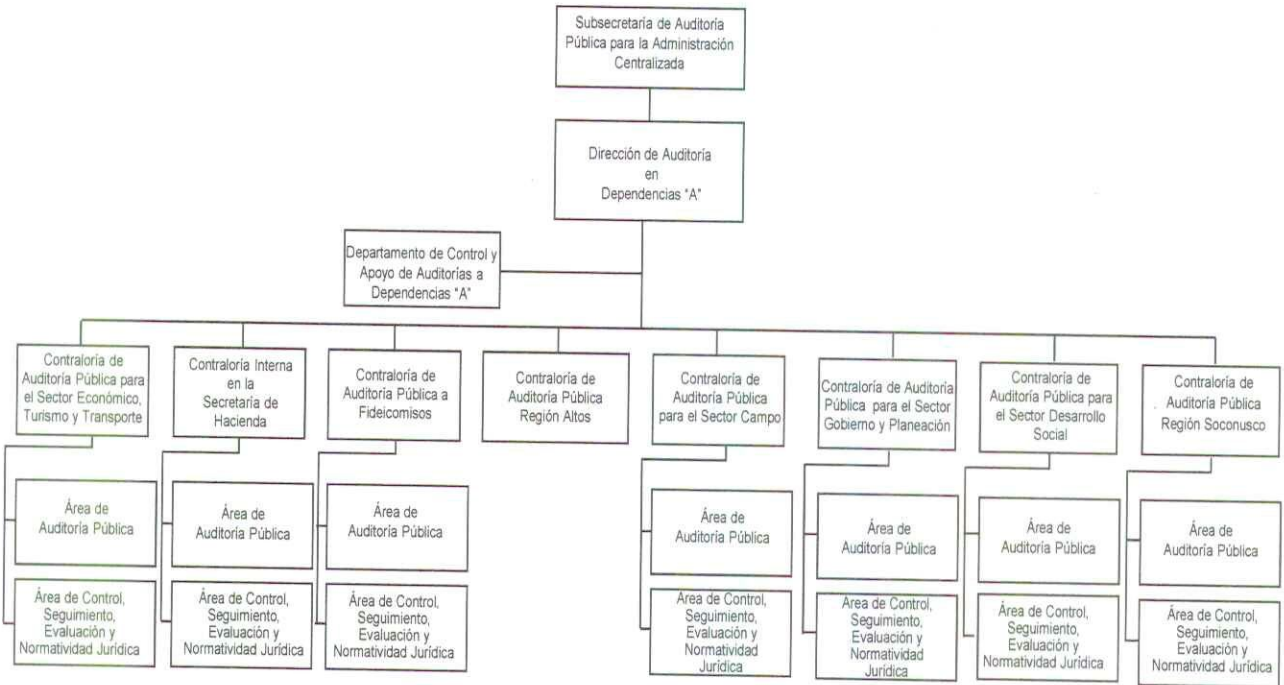 Subsecretaría de Auditoría
Pública para la Administración
Centralizada
Dirección de Auditoría
en
Dependencias "A"
Departamento de Control y
Apoyo de Auditorías a
Dependencias "A"
Contraloría de
Auditoría Pública para
el Sector Económico,
Turismo y Transporte
Contraloría Interna
en la
Secretaría de
Hacienda
Contraloría de
Auditoría Pública a
Fideicomisos
Contraloría de
Auditoría Pública
Región Altos
Contraloría de
Auditoría Pública
para el Sector Campo
Contraloría de Auditoría
Pública para el Sector
Gobierno y Planeación
Contraloría de
Auditoría Pública para
el Sector Desarrollo
Social
Contraloría de
Auditoría Pública
Región Soconusco
Área de
Auditoría Pública
Área de
Auditoría Pública
Área de
Auditoría Pública
Área de
Auditoría Pública
Área de
Auditoría Pública
Área de
Auditoría Pública
Área de
Auditoría Pública
Área de Control,
Seguimiento,
Evaluación y
Normatividad Jurídica
Área de Control,
Seguimiento,
Evaluación y
Normatividad Jurídica
Área de Control,
Seguimiento,
Evaluación y
Normatividad Jurídica
Área de Control,
Seguimiento,
Evaluación y
Normatividad
Jurídica
Área de Control,
Seguimiento,
Evaluación y
Normatividad
Jurídica
Área de Control,
Seguimiento,
Evaluación y
Normatividad Jurídica
Área de Control,
Seguimiento,
Evaluación y
Normatividad Jurídica